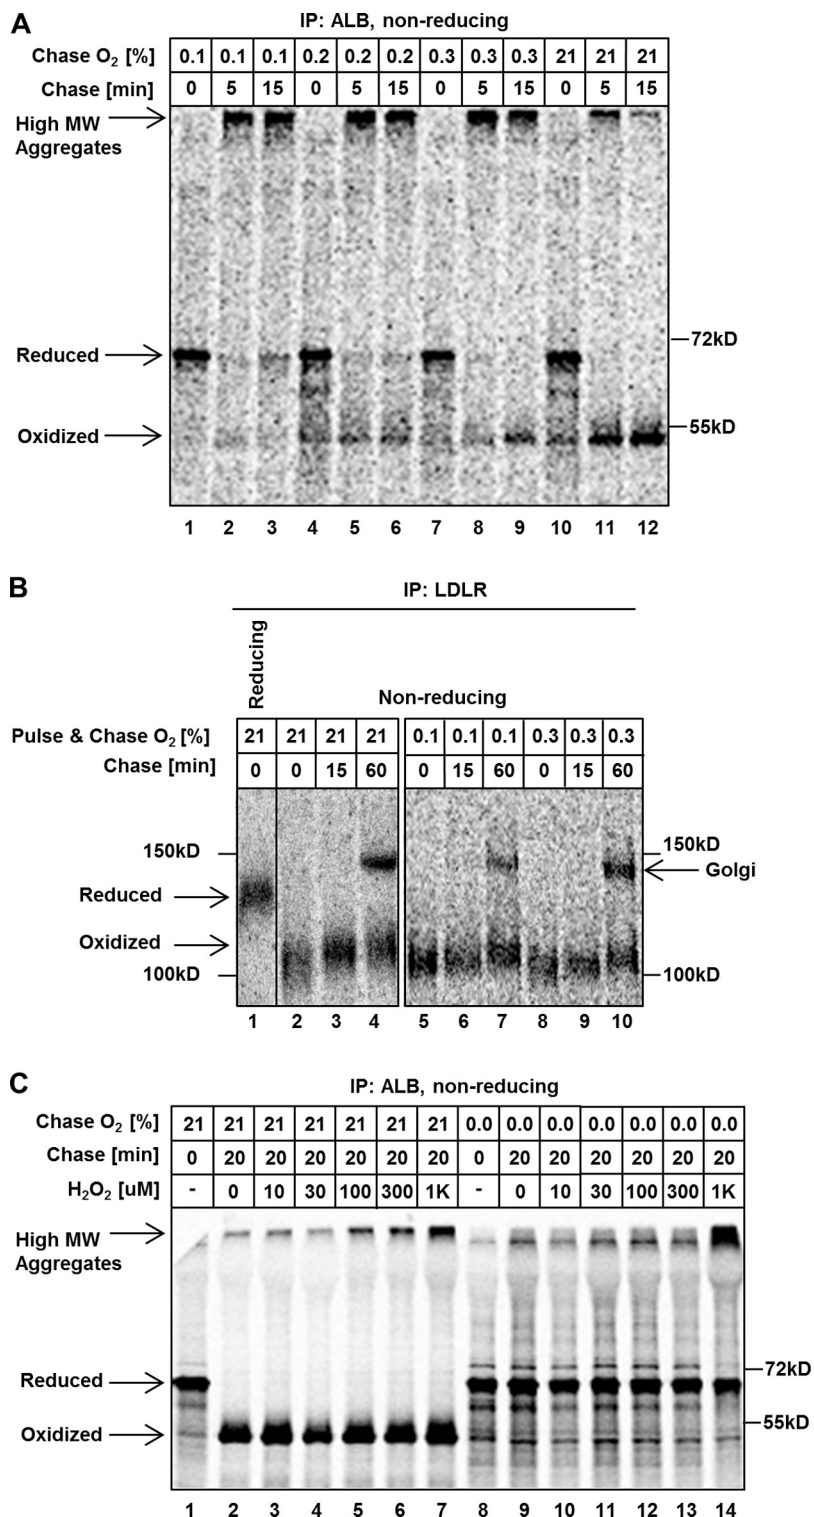 A
IP: ALB, non-reducing
Chase O2 [%] 0.1 0.1 0.1 0.2 0.2 0.2 0.3 0.3 0.3 21 21 21
Chase [min] 0 5 15 0 5 15 0 5 15 0 5 15
High MW
Aggregates
72kD
Reduced
55kD
Oxidized
1 2 3 4 5 6 7 8 9 10 11 12
B
IP: LDLR
Reducing
Non-reducing
Pulse & Chase O2 [%] 21 21 21 21 0.1 0.1 0.1 0.3 0.3 0.3
Chase [min] 0 0 15 60 0 15 60 0 15 60
150kD 150kD
Golgi
Reduced
Oxidized
100kD 100kD
1 2 3 4 5 6 7 8 9 10
C
IP: ALB, non-reducing
Chase O2 [%] 21 21 21 21 21 21 21 0.0 0.0 0.0 0.0 0.0 0.0 0.0
Chase [min] 0 20 20 20 20 20 20 0 20 20 20 20 20 20
H2O2 [uM] - 0 10 30 100 300 1K - 0 10 30 100 300 1K
High MW
Aggregates
72kD
Reduced
55kD
Oxidized
1 2 3 4 5 6 7 8 9 10 11 12 13 14